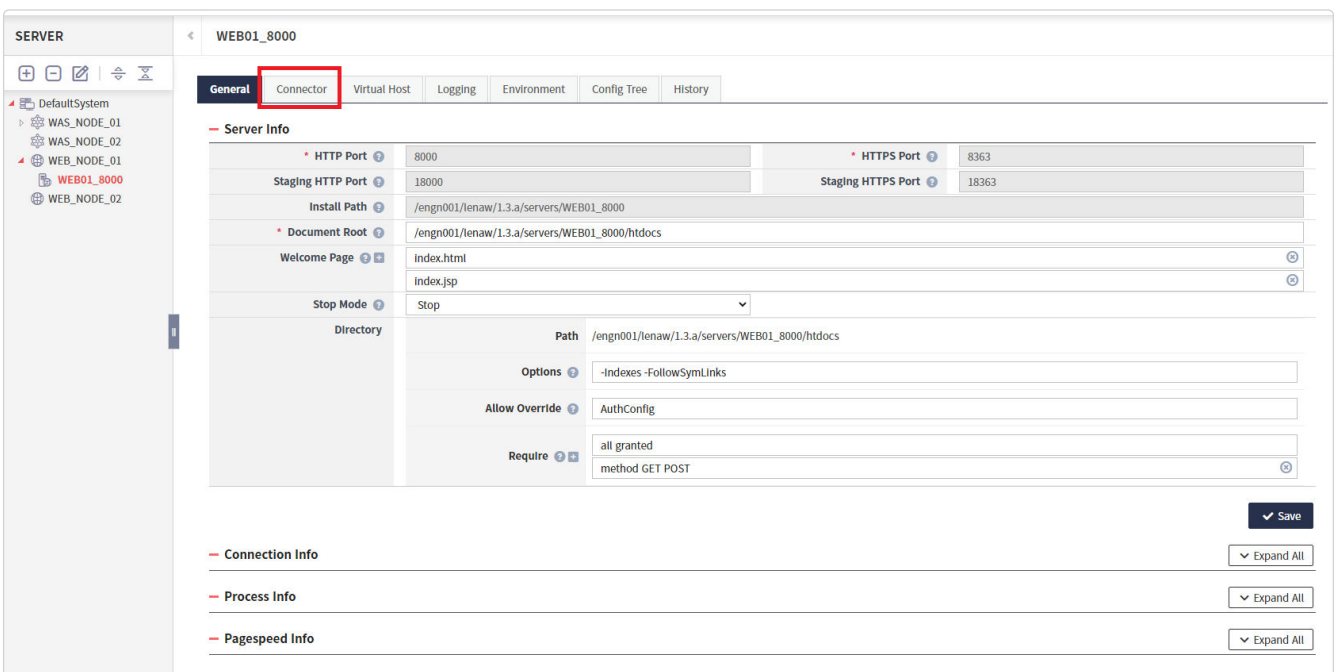 SERVER
WEB01_8000
DefaultSystem
WAS_NODE_01
WAS_NODE_02
WEB_NODE_01
WEB01_8000
WEB_NODE_02
General Connector Virtual Host Logging Environment Config Tree History
Server Info
* HTTP Port 8000 * HTTPS Port 8363
Staging HTTP Port 18000 Staging HTTPS Port 18363
Install Path /engn001/lenaw/1.3.a/servers/WEB01_8000
* Document Root /engn001/lenaw/1.3.a/servers/WEB01_8000/htdocs
Welcome Page index.html
index.jsp
Stop Mode Stop
Directory
Path /engn001/lenaw/1.3.a/servers/WEB01_8000/htdocs
Options -Indexes -FollowSymLinks
Allow Override AuthConfig
Require all granted
method GET POST
Save
Connection Info Expand All
Process Info Expand All
Pagespeed Info Expand All